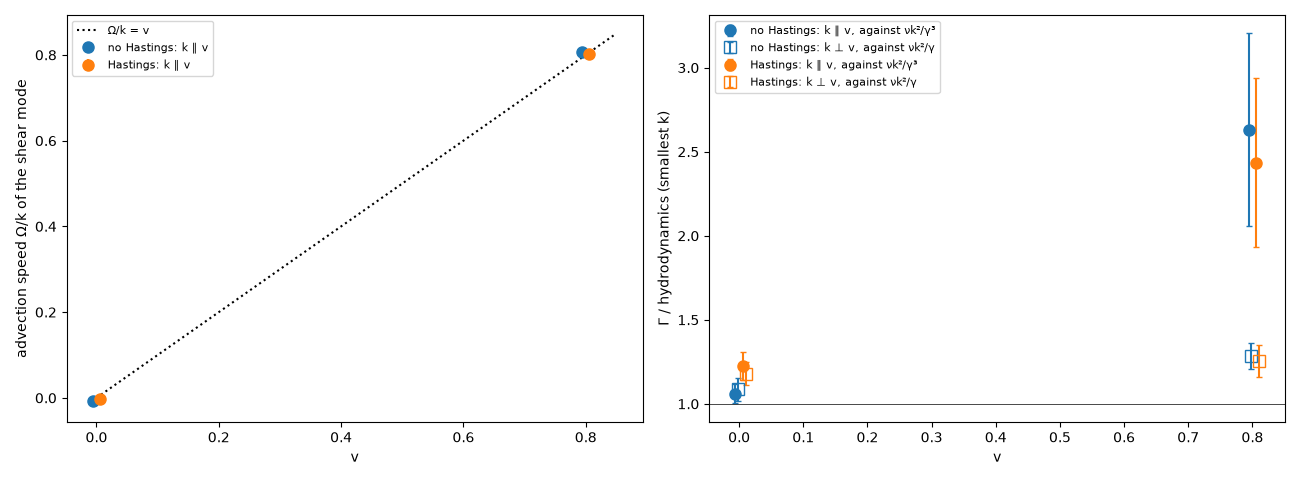 Ω/k = v
no Hastings: k ∥ v
Hastings: k ∥ v
advection speed Ω/k of the shear mode
0.8
0.6
0.4
0.2
0.0
0.0 0.2 0.4 0.6 0.8
v
no Hastings: k ∥ v, against νk²/γ³
no Hastings: k ⊥ v, against νk²/γ
Hastings: k ∥ v, against νk²/γ³
Hastings: k ⊥ v, against νk²/γ
Γ / hydrodynamics (smallest k)
3.0
2.5
2.0
1.5
1.0
0.0 0.1 0.2 0.3 0.4 0.5 0.6 0.7 0.8
v